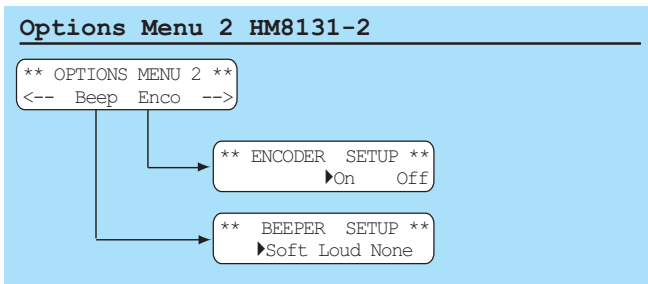 Options Menu 2 HM8131-2
** OPTIONS MENU 2 **
<-- Beep Enco -->
** ENCODER SETUP **
▶On Off
** BEEPER SETUP **
▶Soft Loud None